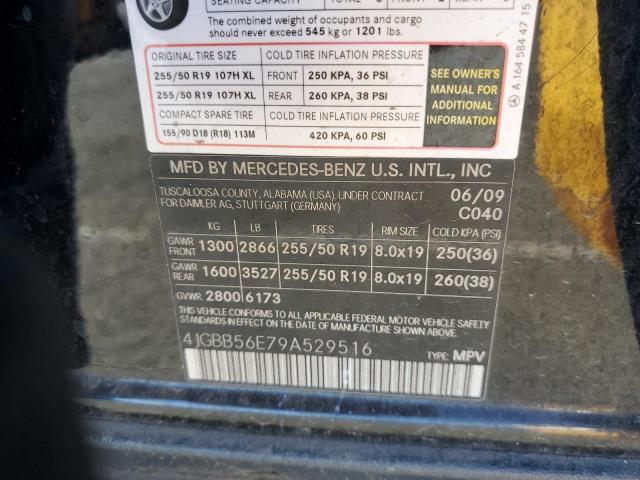 The combined weight of occupants and cargo
should never exceed 545 kg or 1201 lbs.
ORIGINAL TIRE SIZE COLD TIRE INFLATION PRESSURE
255/50 R19 107H XL FRONT 250 KPA, 36 PSI
255/50 R19 107H XL REAR 260 KPA, 38 PSI
COMPACT SPARE TIRE COLD TIRE INFLATION PRESSURE
155/90 D18 (R18) 113M 420 KPA, 60 PSI
SEE OWNER'S
MANUAL FOR
ADDITIONAL
INFORMATION
A 164 584 47 15
MFD BY MERCEDES-BENZ U.S. INTL., INC
TUSCALOOSA COUNTY, ALABAMA (USA). UNDER CONTRACT
FOR DAIMLER AG, STUTTGART (GERMANY)
06/09
C040
KG LB TIRES RIM SIZE COLD KPA (PSI)
GAWR FRONT 1300 2866 255/50 R19 8.0x19 250(36)
GAWR REAR 1600 3527 255/50 R19 8.0x19 260(38)
GVWR 2800 6173
THIS VEHICLE CONFORMS TO ALL APPLICABLE FEDERAL MOTOR VEHICLE SAFETY
STANDARDS IN EFFECT ON THE DATE OF MANUFACTURE SHOWN ABOVE.
4JGBB56E79A529516 TYPE: MPV